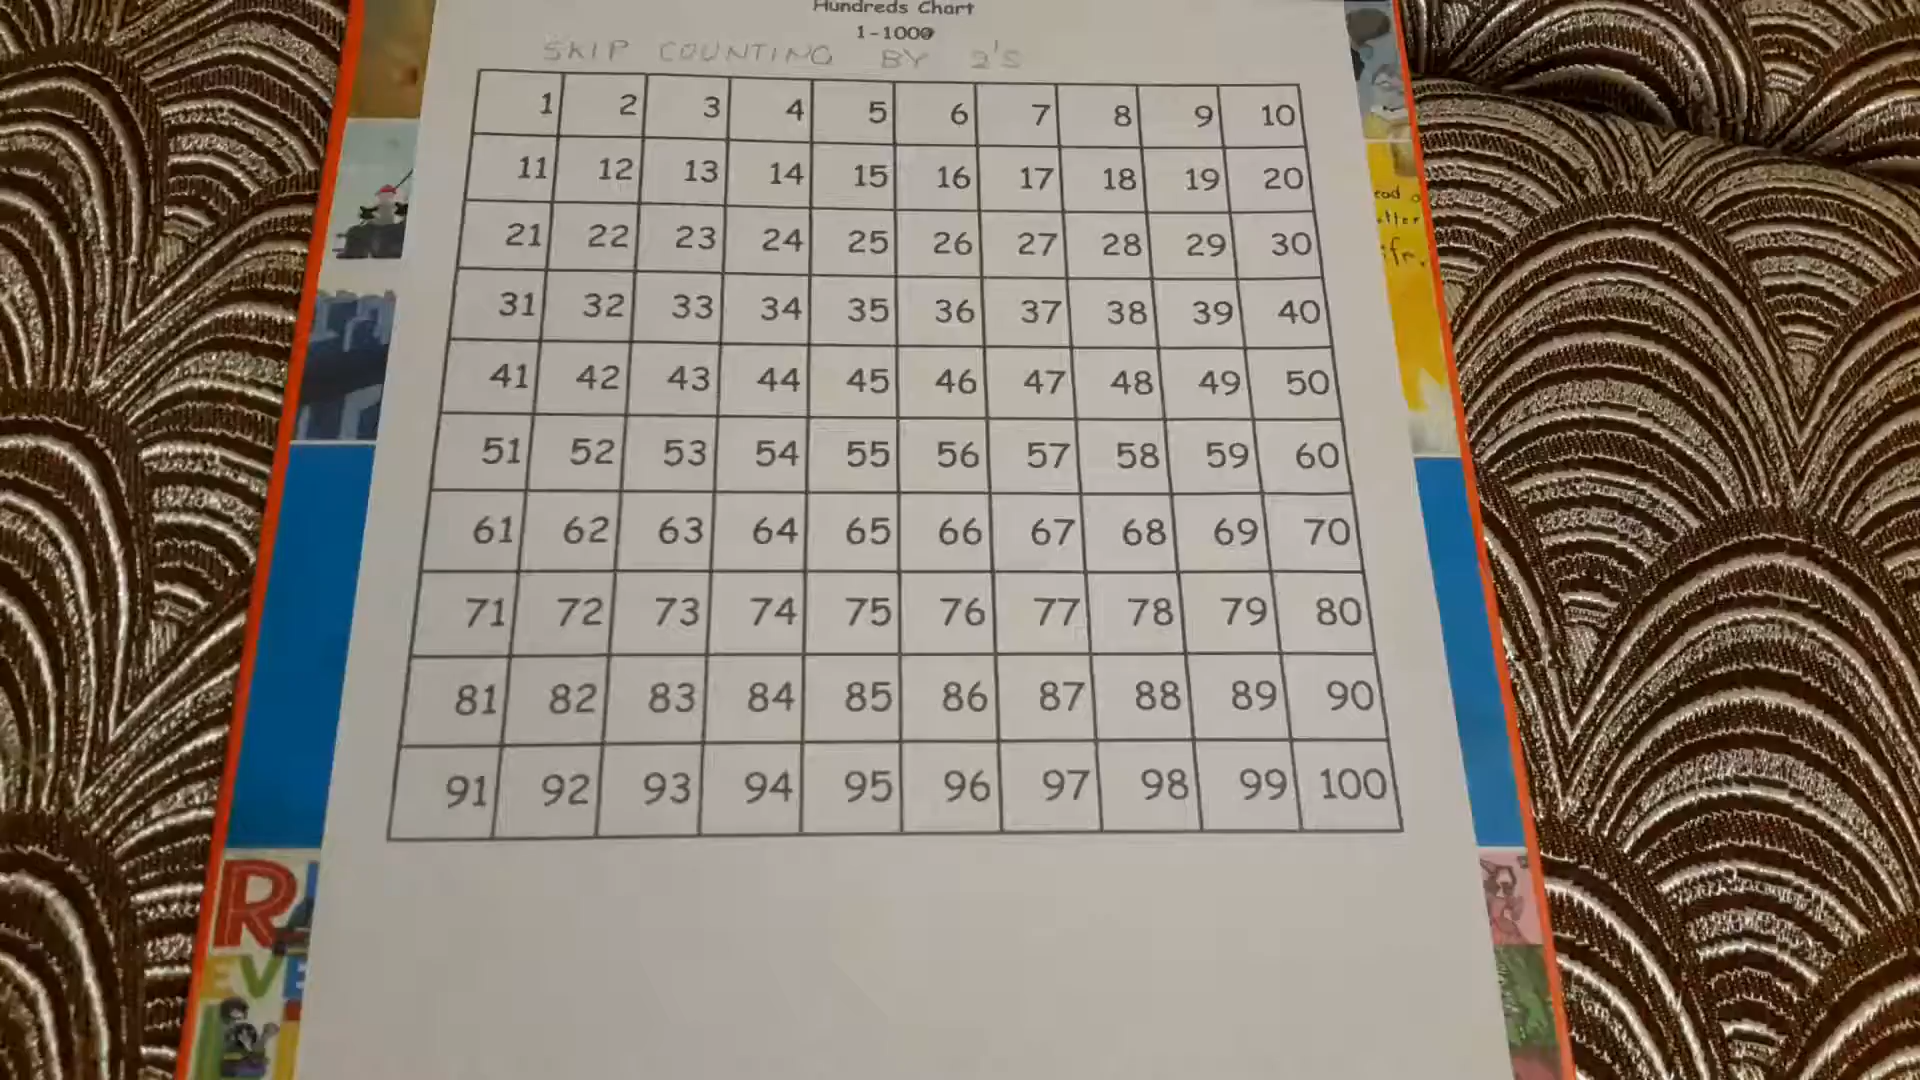 Hundreds Chart
1-1000
SKIP COUNTING BY 2'S
1 2 3 4 5 6 7 8 9 10
11 12 13 14 15 16 17 18 19 20
21 22 23 24 25 26 27 28 29 30
31 32 33 34 35 36 37 38 39 40
41 42 43 44 45 46 47 48 49 50
51 52 53 54 55 56 57 58 59 60
61 62 63 64 65 66 67 68 69 70
71 72 73 74 75 76 77 78 79 80
81 82 83 84 85 86 87 88 89 90
91 92 93 94 95 96 97 98 99 100